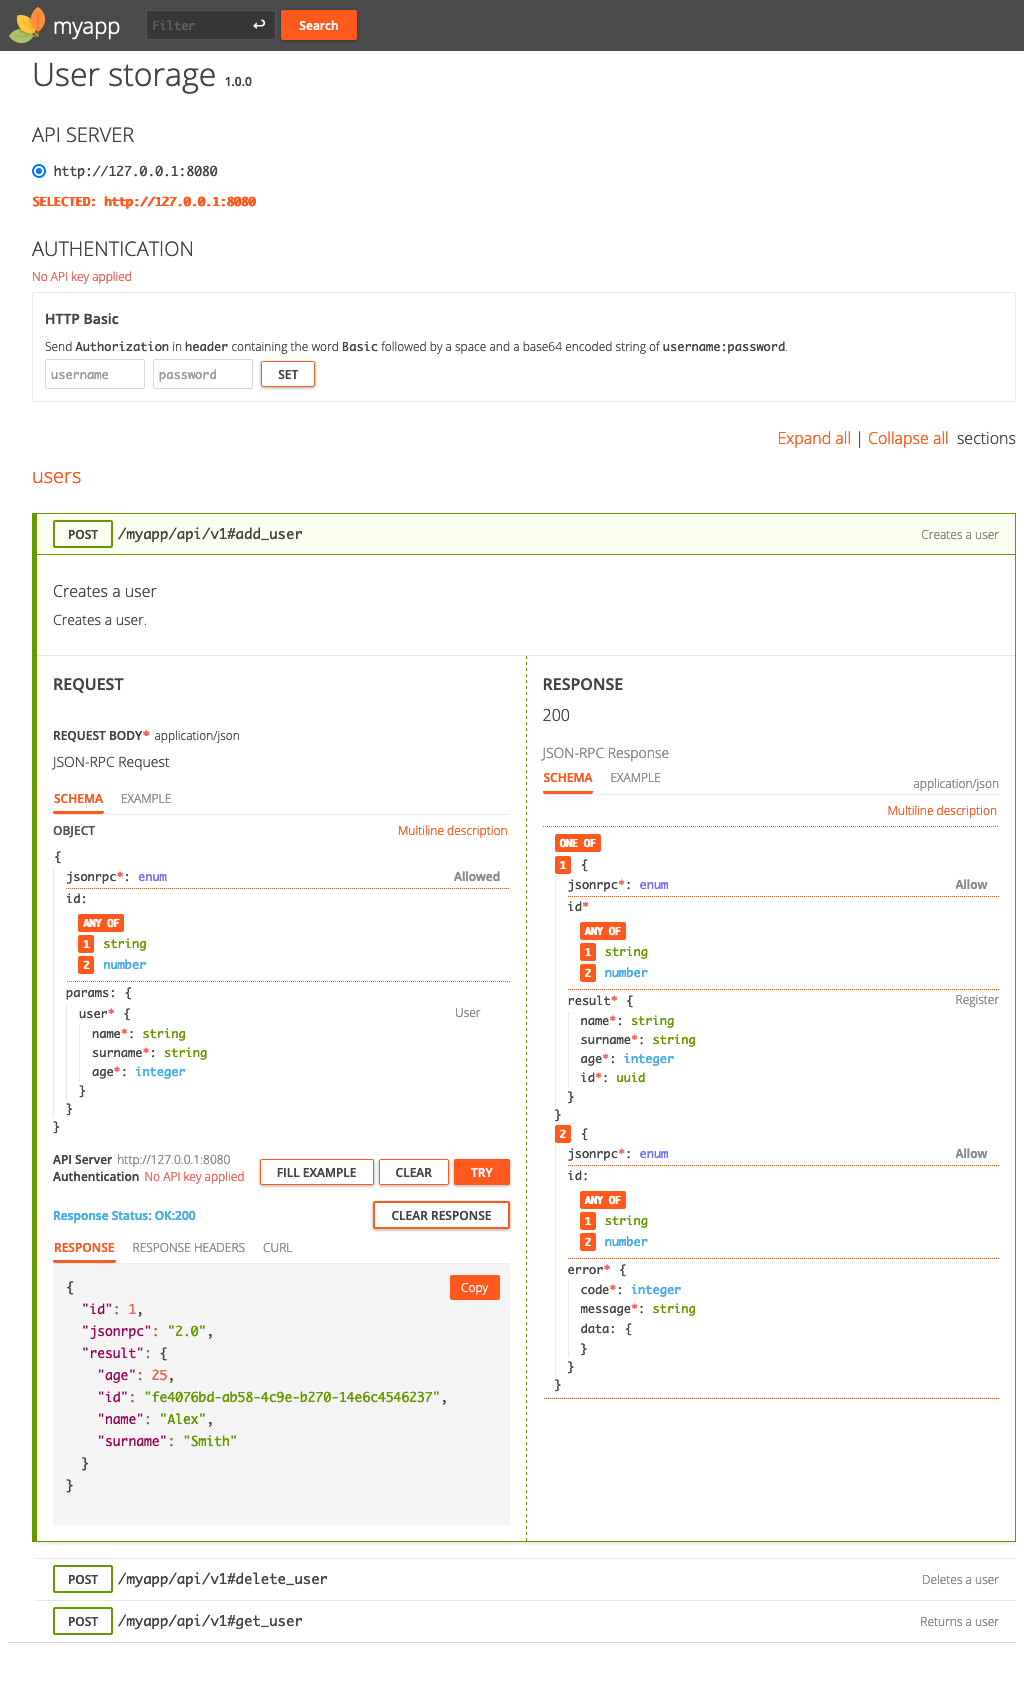 myapp Filter ↩ Search
User storage 1.0.0
API SERVER
http://127.0.0.1:8080
SELECTED: http://127.0.0.1:8080
AUTHENTICATION
No API key applied
HTTP Basic
Send Authorization in header containing the word Basic followed by a space and a base64 encoded string of username:password.
username password SET
Expand all | Collapse all sections
users
POST /myapp/api/v1#add_user Creates a user
Creates a user
Creates a user.
REQUEST
REQUEST BODY* application/json
JSON-RPC Request
SCHEMA EXAMPLE
OBJECT Multiline description
{
jsonrpc*: enum Allowed
id:
ANY OF
1 string
2 number
params: {
user* { User
name*: string
surname*: string
age*: integer
}
}
}
API Server http://127.0.0.1:8080
Authentication No API key applied
FILL EXAMPLE CLEAR TRY
Response Status: OK:200 CLEAR RESPONSE
RESPONSE RESPONSE HEADERS CURL
Copy
{
"id": 1,
"jsonrpc": "2.0",
"result": {
"age": 25,
"id": "fe4076bd-ab58-4c9e-b270-14e6c4546237",
"name": "Alex",
"surname": "Smith"
}
}
RESPONSE
200
JSON-RPC Response
SCHEMA EXAMPLE application/json
Multiline description
ONE OF
1 {
jsonrpc*: enum Allow
id*
ANY OF
1 string
2 number
result* { Register
name*: string
surname*: string
age*: integer
id*: uuid
}
}
2 {
jsonrpc*: enum Allow
id:
ANY OF
1 string
2 number
error* {
code*: integer
message*: string
data: {
}
}
}
POST /myapp/api/v1#delete_user Deletes a user
POST /myapp/api/v1#get_user Returns a user